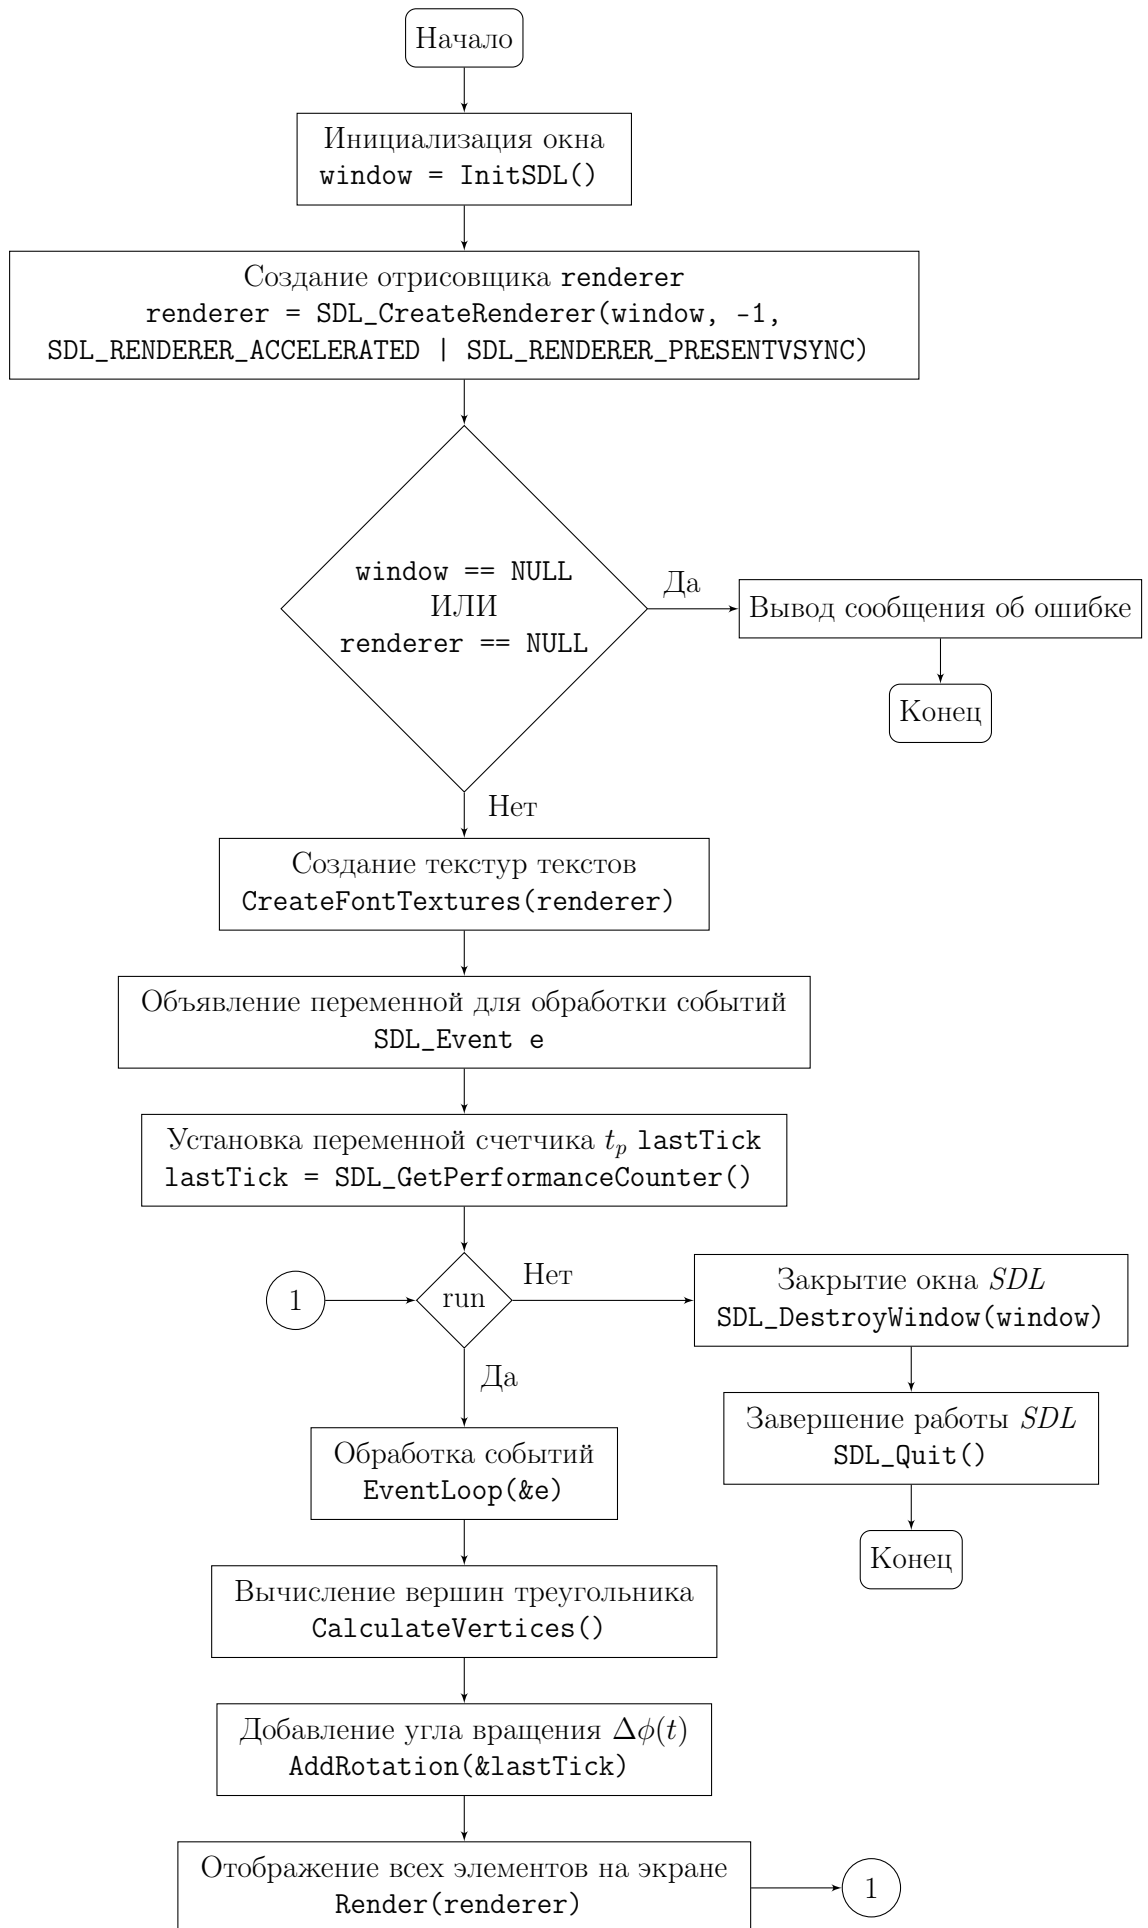 Начало
Инициализация окна
window = InitSDL()
Создание отрисовщика renderer
renderer = SDL_CreateRenderer(window, -1,
SDL_RENDERER_ACCELERATED | SDL_RENDERER_PRESENTVSYNC)
window == NULL
ИЛИ
renderer == NULL
Да
Вывод сообщения об ошибке
Конец
Нет
Создание текстур текстов
CreateFontTextures(renderer)
Объявление переменной для обработки событий
SDL_Event e
Установка переменной счетчика $t_p$ lastTick
lastTick = SDL_GetPerformanceCounter()
1
run
Нет
Закрытие окна SDL
SDL_DestroyWindow(window)
Да
Завершение работы SDL
SDL_Quit()
Обработка событий
EventLoop(&e)
Конец
Вычисление вершин треугольника
CalculateVertices()
Добавление угла вращения $\Delta\phi(t)$
AddRotation(&lastTick)
Отображение всех элементов на экране
Render(renderer)
1